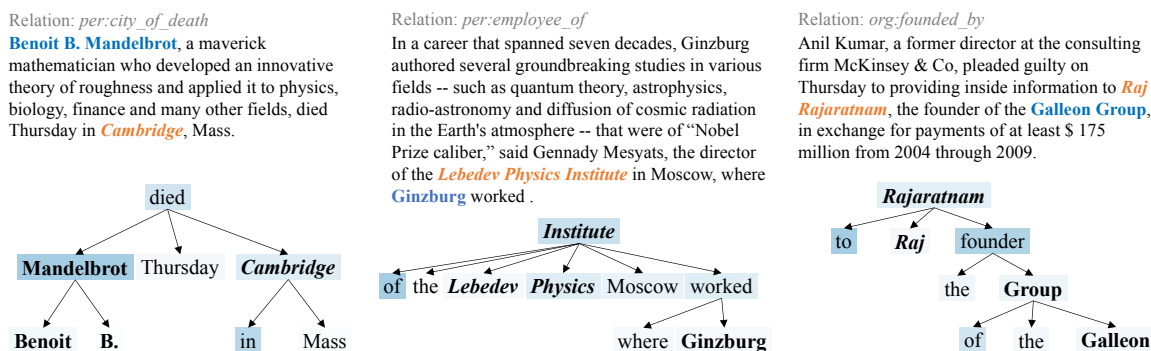 Relation: per:city_of_death
Benoit B. Mandelbrot, a maverick
mathematician who developed an innovative
theory of roughness and applied it to physics,
biology, finance and many other fields, died
Thursday in Cambridge, Mass.
died
Mandelbrot Thursday Cambridge
Benoit B. in Mass
Relation: per:employee_of
In a career that spanned seven decades, Ginzburg
authored several groundbreaking studies in various
fields -- such as quantum theory, astrophysics,
radio-astronomy and diffusion of cosmic radiation
in the Earth's atmosphere -- that were of “Nobel
Prize caliber,” said Gennady Mesyats, the director
of the Lebedev Physics Institute in Moscow, where
Ginzburg worked .
Institute
of the Lebedev Physics Moscow worked
where Ginzburg
Relation: org:founded_by
Anil Kumar, a former director at the consulting
firm McKinsey & Co, pleaded guilty on
Thursday to providing inside information to Raj
Rajaratnam, the founder of the Galleon Group,
in exchange for payments of at least $ 175
million from 2004 through 2009.
Rajaratnam
to Raj founder
the Group
of the Galleon